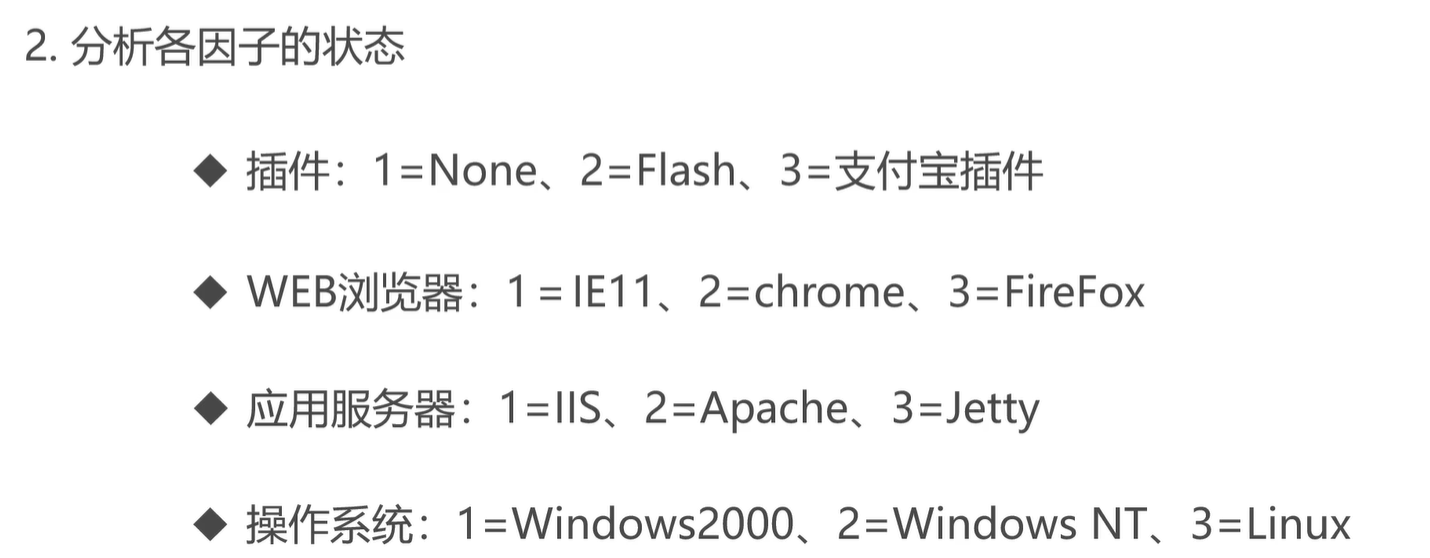 2. 分析各因子的状态
◆ 插件：1=None、2=Flash、3=支付宝插件
◆ WEB浏览器：1 = IE11、2=chrome、3=FireFox
◆ 应用服务器：1=IIS、2=Apache、3=Jetty
◆ 操作系统：1=Windows2000、2=Windows NT、3=Linux